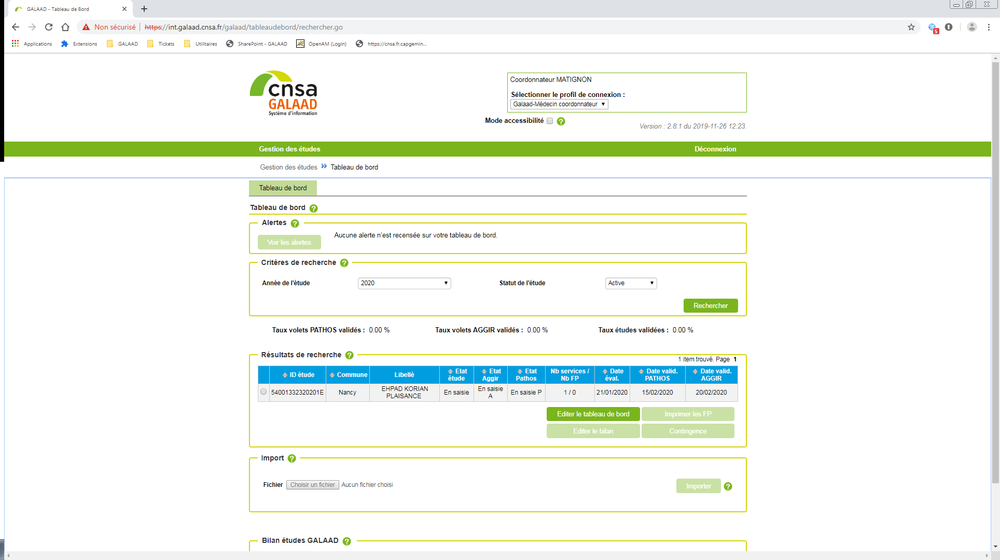 GALAAD - Tableau de Bord
Non sécurisé
https://int.galaad.cnsa.fr/galaad/tableaudebord/rechercher.go
5
Applications Extensions GALAAD Tickets Utilitaires SharePoint - GALAAD OpenAM (Login) https://cnsa.fr.capgemin...
cnsa
GALAAD
Système d'information
Coordonnateur MATIGNON
Sélectionner le profil de connexion :
Galaad-Médecin coordonnateur
Mode accessibilité ?
Version : 2.8.1 du 2019-11-26 12:23.
Gestion des études Déconnexion
Gestion des études » Tableau de bord
Tableau de bord
Tableau de bord ?
Alertes ?
Voir les alertes Aucune alerte n'est recensée sur votre tableau de bord.
Critères de recherche ?
Année de l'étude 2020 Statut de l'étude Active
Rechercher
Taux volets PATHOS validés : 0.00 % Taux volets AGGIR validés : 0.00 % Taux études validées : 0.00 %
Résultats de recherche ?
1 item trouvé. Page 1
ID étude Commune Libellé Etat étude Etat Aggir Etat Pathos Nb services / Nb FP Date éval. Date valid. PATHOS Date valid. AGGIR
54001332320201E Nancy EHPAD KORIAN PLAISANCE En saisie En saisie A En saisie P 1 / 0 21/01/2020 15/02/2020 20/02/2020
Editer le tableau de bord Imprimer les FP
Editer le bilan Contingence
Import ?
Fichier Choisir un fichier Aucun fichier choisi Importer ?
Bilan études GALAAD ?